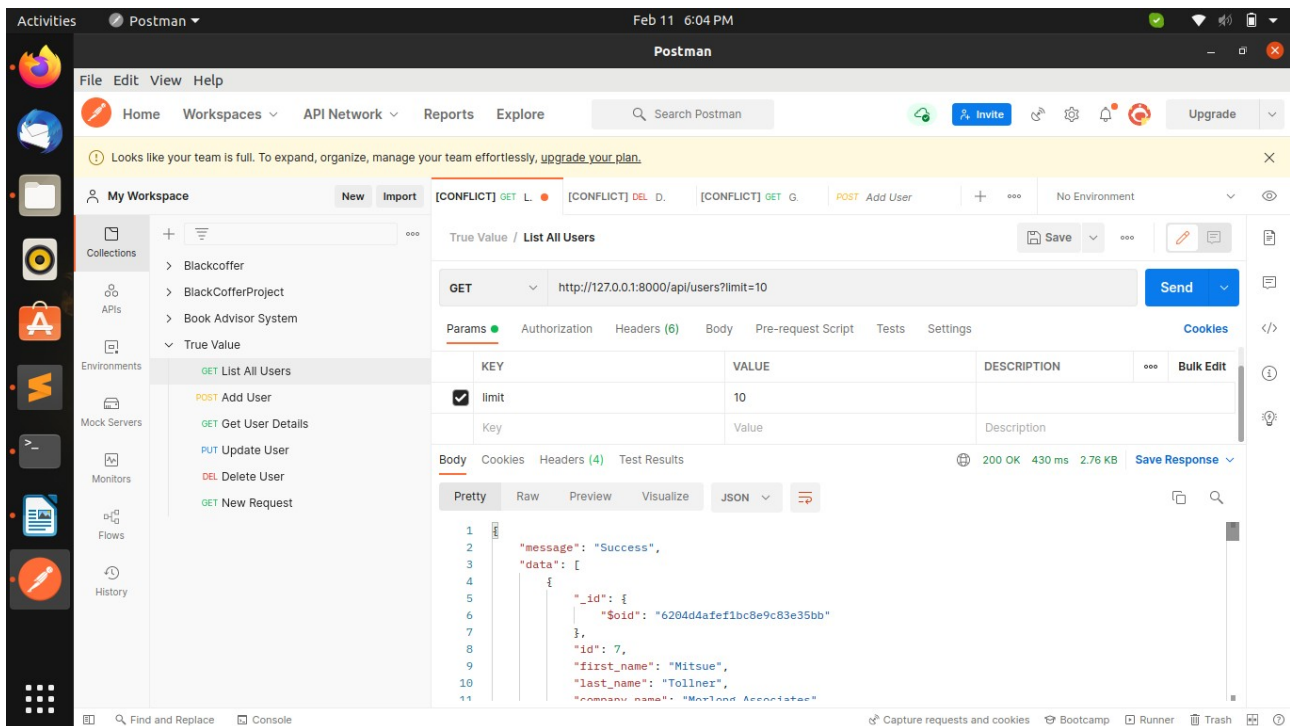 Activities Postman Feb 11 6:04 PM
Postman
File Edit View Help
Home Workspaces API Network Reports Explore Search Postman Invite Upgrade
Looks like your team is full. To expand, organize, manage your team effortlessly, upgrade your plan.
My Workspace New Import [CONFLICT] GET L. [CONFLICT] DEL D. [CONFLICT] GET G. POST Add User No Environment
Collections
APIs
Environments
Mock Servers
Monitors
Flows
History
Blackcoffer
BlackCofferProject
Book Advisor System
True Value
GET List All Users
POST Add User
GET Get User Details
PUT Update User
DEL Delete User
GET New Request
True Value / List All Users Save
GET http://127.0.0.1:8000/api/users?limit=10 Send
Params Authorization Headers (6) Body Pre-request Script Tests Settings Cookies
KEY VALUE DESCRIPTION Bulk Edit
limit 10
Key Value Description
Body Cookies Headers (4) Test Results 200 OK 430 ms 2.76 KB Save Response
Pretty Raw Preview Visualize JSON
1 {
2 "message": "Success",
3 "data": [
4 {
5 "_id": {
6 "$oid": "6204d4afef1bc8e9c83e35bb"
7 },
8 "id": 7,
9 "first_name": "Mitsue",
10 "last_name": "Tollner",
11 "company_name": "Morlong Associates"
Find and Replace Console Capture requests and cookies Bootcamp Runner Trash